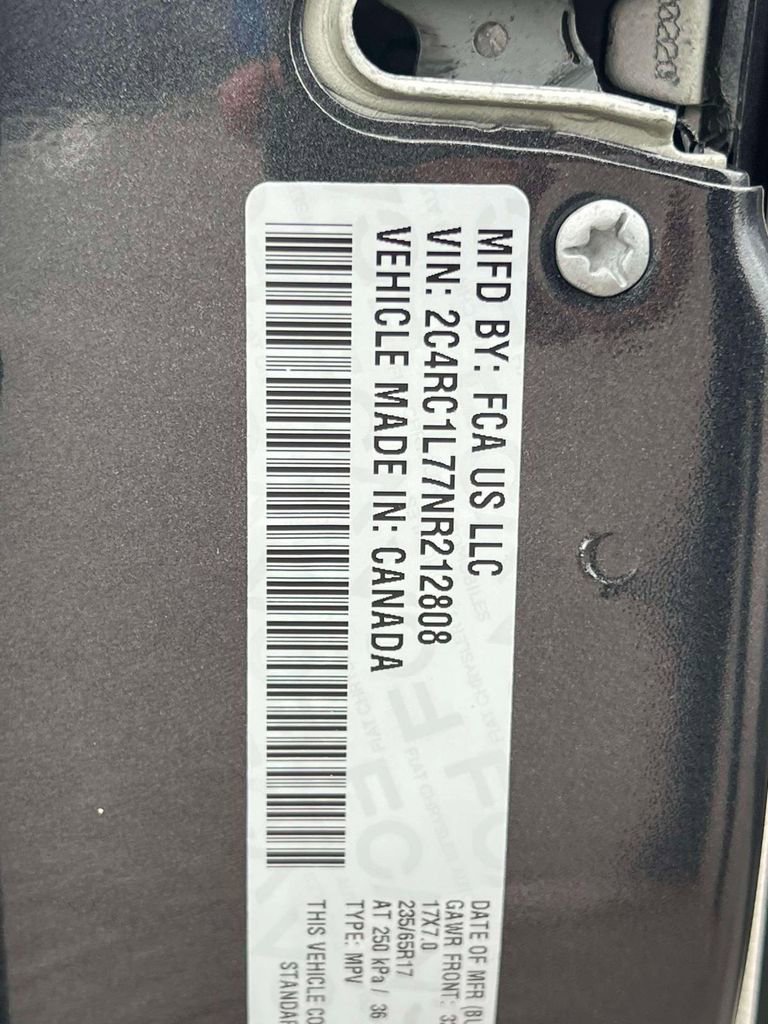 MFD BY: FCA US LLC
VIN: 2C4RC1L77NR212808
VEHICLE MADE IN: CANADA
DATE OF MFR
GAWR FRONT:
17X7.0
235/65R17
AT 250 kPa / 36
TYPE: MPV
THIS VEHICLE